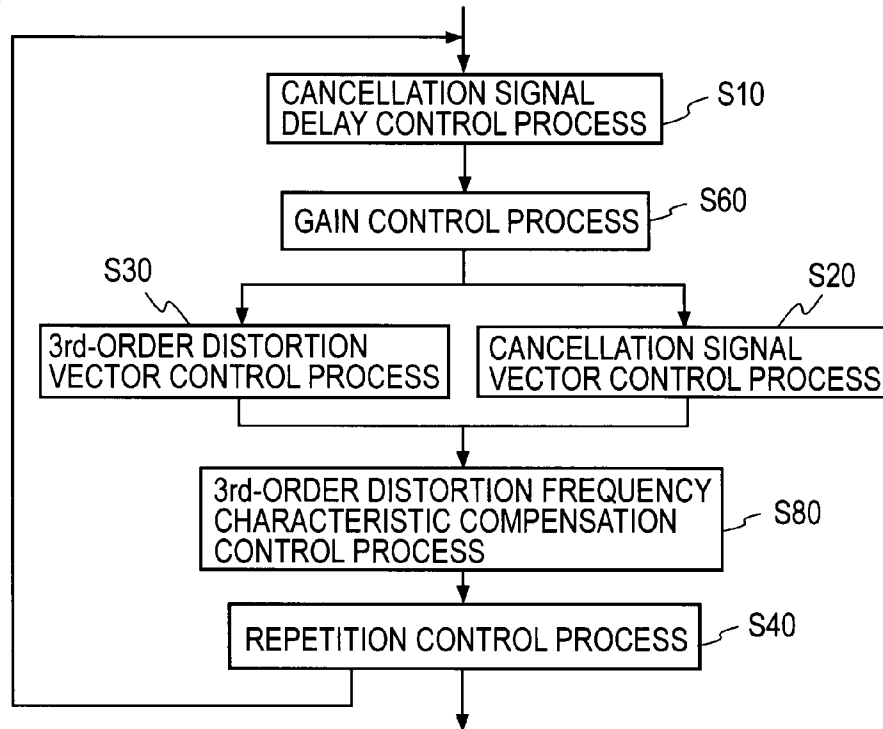 CANCELLATION SIGNAL
DELAY CONTROL PROCESS
S10
GAIN CONTROL PROCESS
S60
S30
3rd-ORDER DISTORTION
VECTOR CONTROL PROCESS
S20
CANCELLATION SIGNAL
VECTOR CONTROL PROCESS
3rd-ORDER DISTORTION FREQUENCY
CHARACTERISTIC COMPENSATION
CONTROL PROCESS
S80
REPETITION CONTROL PROCESS
S40